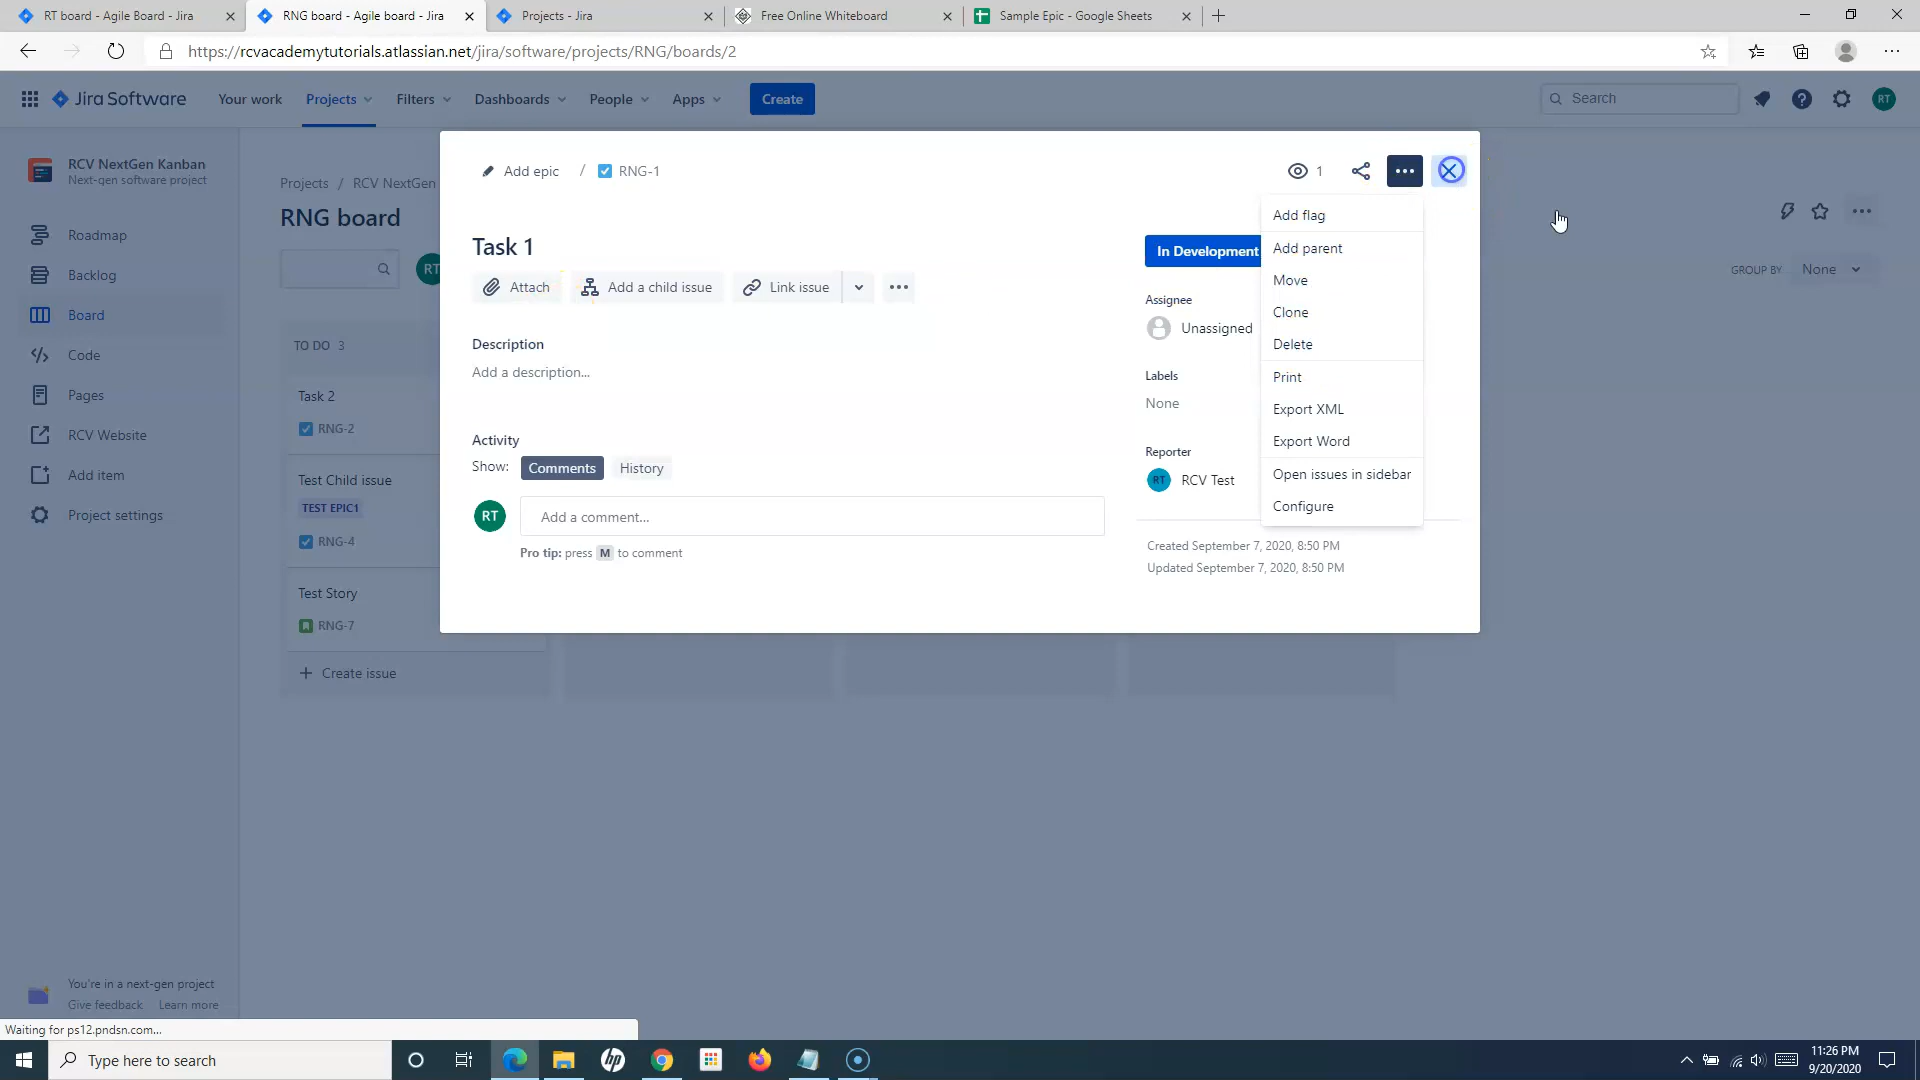 RT board - Agile Board - Jira
RNG board - Agile board - Jira
Projects - Jira
Free Online Whiteboard
Sample Epic - Google Sheets
https://rcvacademytutorials.atlassian.net/jira/software/projects/RNG/boards/2
Jira Software
Your work
Projects
Filters
Dashboards
People
Apps
Create
Search
RT
RCV NextGen Kanban
Next-gen software project
Roadmap
Backlog
Board
Code
Pages
RCV Website
Add item
Project settings
You're in a next-gen project
Give feedback Learn more
Projects / RCV NextGen
RNG board
RT
GROUP BY None
TO DO 3
Task 2
RNG-2
Test Child issue
TEST EPIC1
RNG-4
Test Story
RNG-7
+ Create issue
Add epic / RNG-1
1
Task 1
Attach
Add a child issue
Link issue
Description
Add a description...
Activity
Show: Comments History
RT
Add a comment...
Pro tip: press M to comment
In Development
Assignee
Unassigned
Labels
None
Reporter
RT RCV Test
Created September 7, 2020, 8:50 PM
Updated September 7, 2020, 8:50 PM
Add flag
Add parent
Move
Clone
Delete
Print
Export XML
Export Word
Open issues in sidebar
Configure
Waiting for ps12.pndsn.com...
Type here to search
hp
11:26 PM
9/20/2020